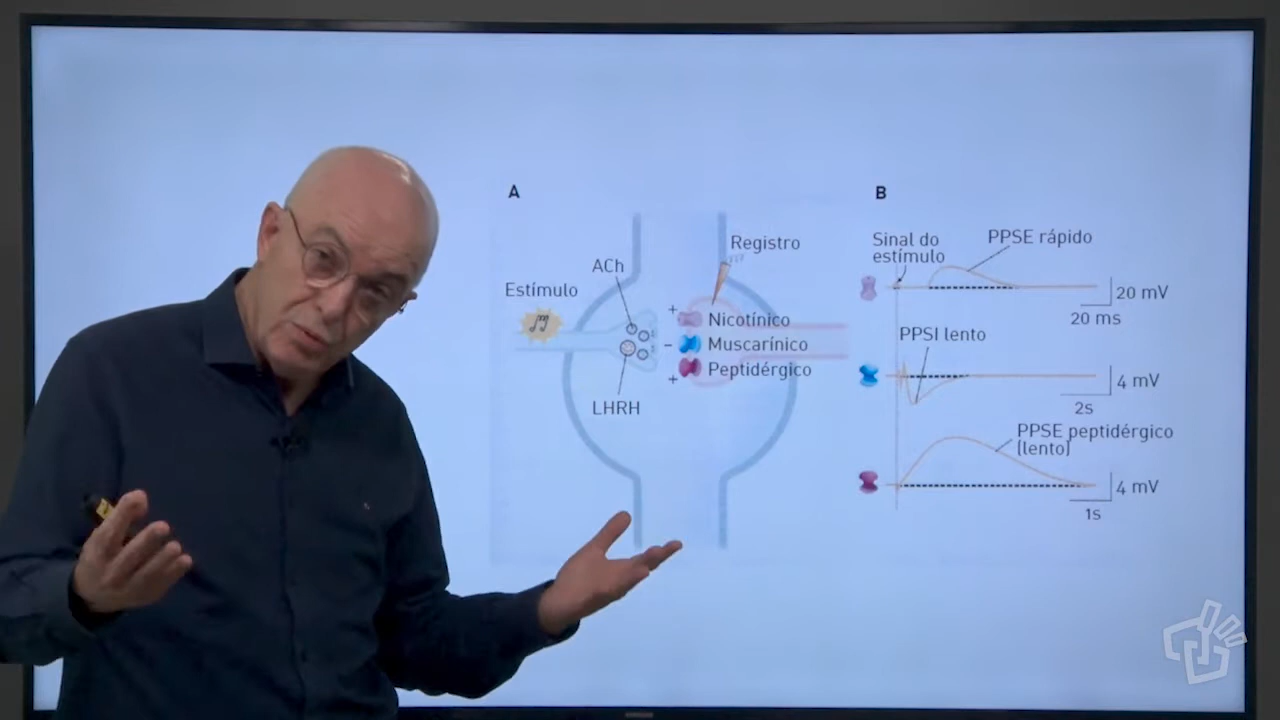 A
Estímulo
ACh
LHRH
Registro
+ Nicotínico
– Muscarínico
+ Peptidérgico
B
Sinal do
estímulo
PPSE rápido
20 mV
20 ms
PPSI lento
4 mV
2s
PPSE peptidérgico
(lento)
4 mV
1s